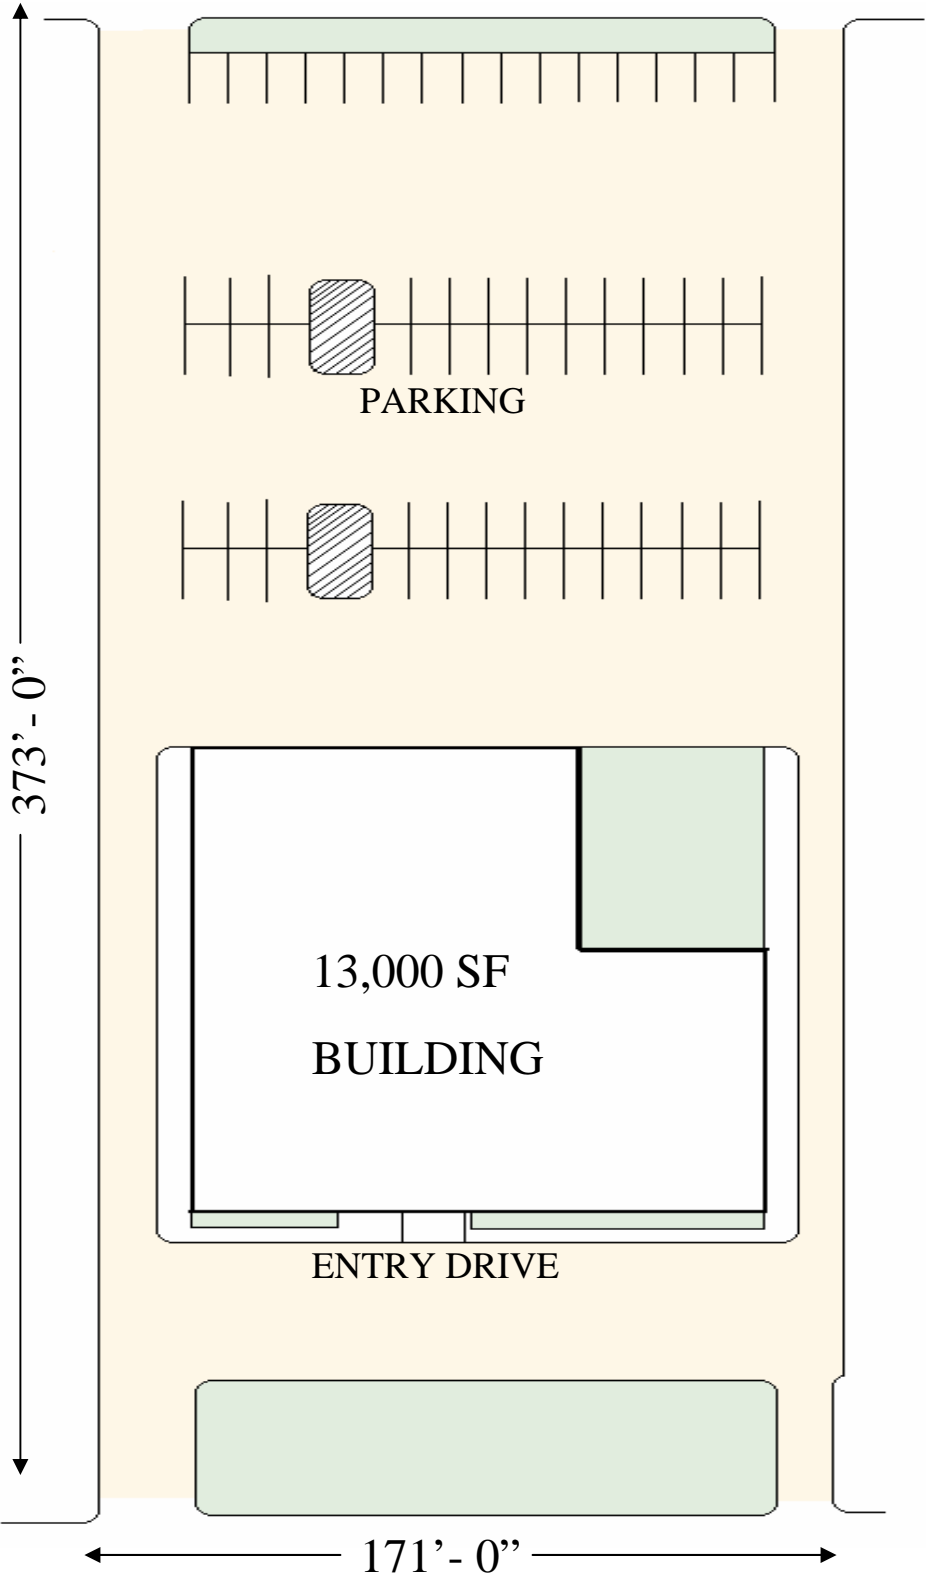 PARKING
373’- 0”
13,000 SF
BUILDING
ENTRY DRIVE
171’- 0”